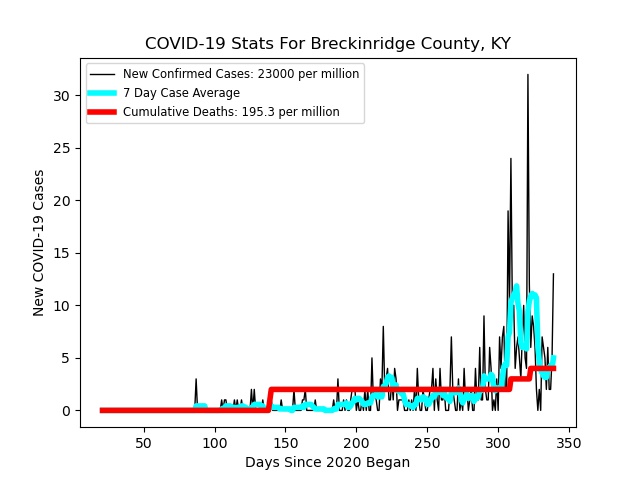 COVID-19 Stats For Breckinridge County, KY
New Confirmed Cases: 23000 per million
7 Day Case Average
Cumulative Deaths: 195.3 per million
30
25
20
15
10
5
0
New COVID-19 Cases
50 100 150 200 250 300 350
Days Since 2020 Began